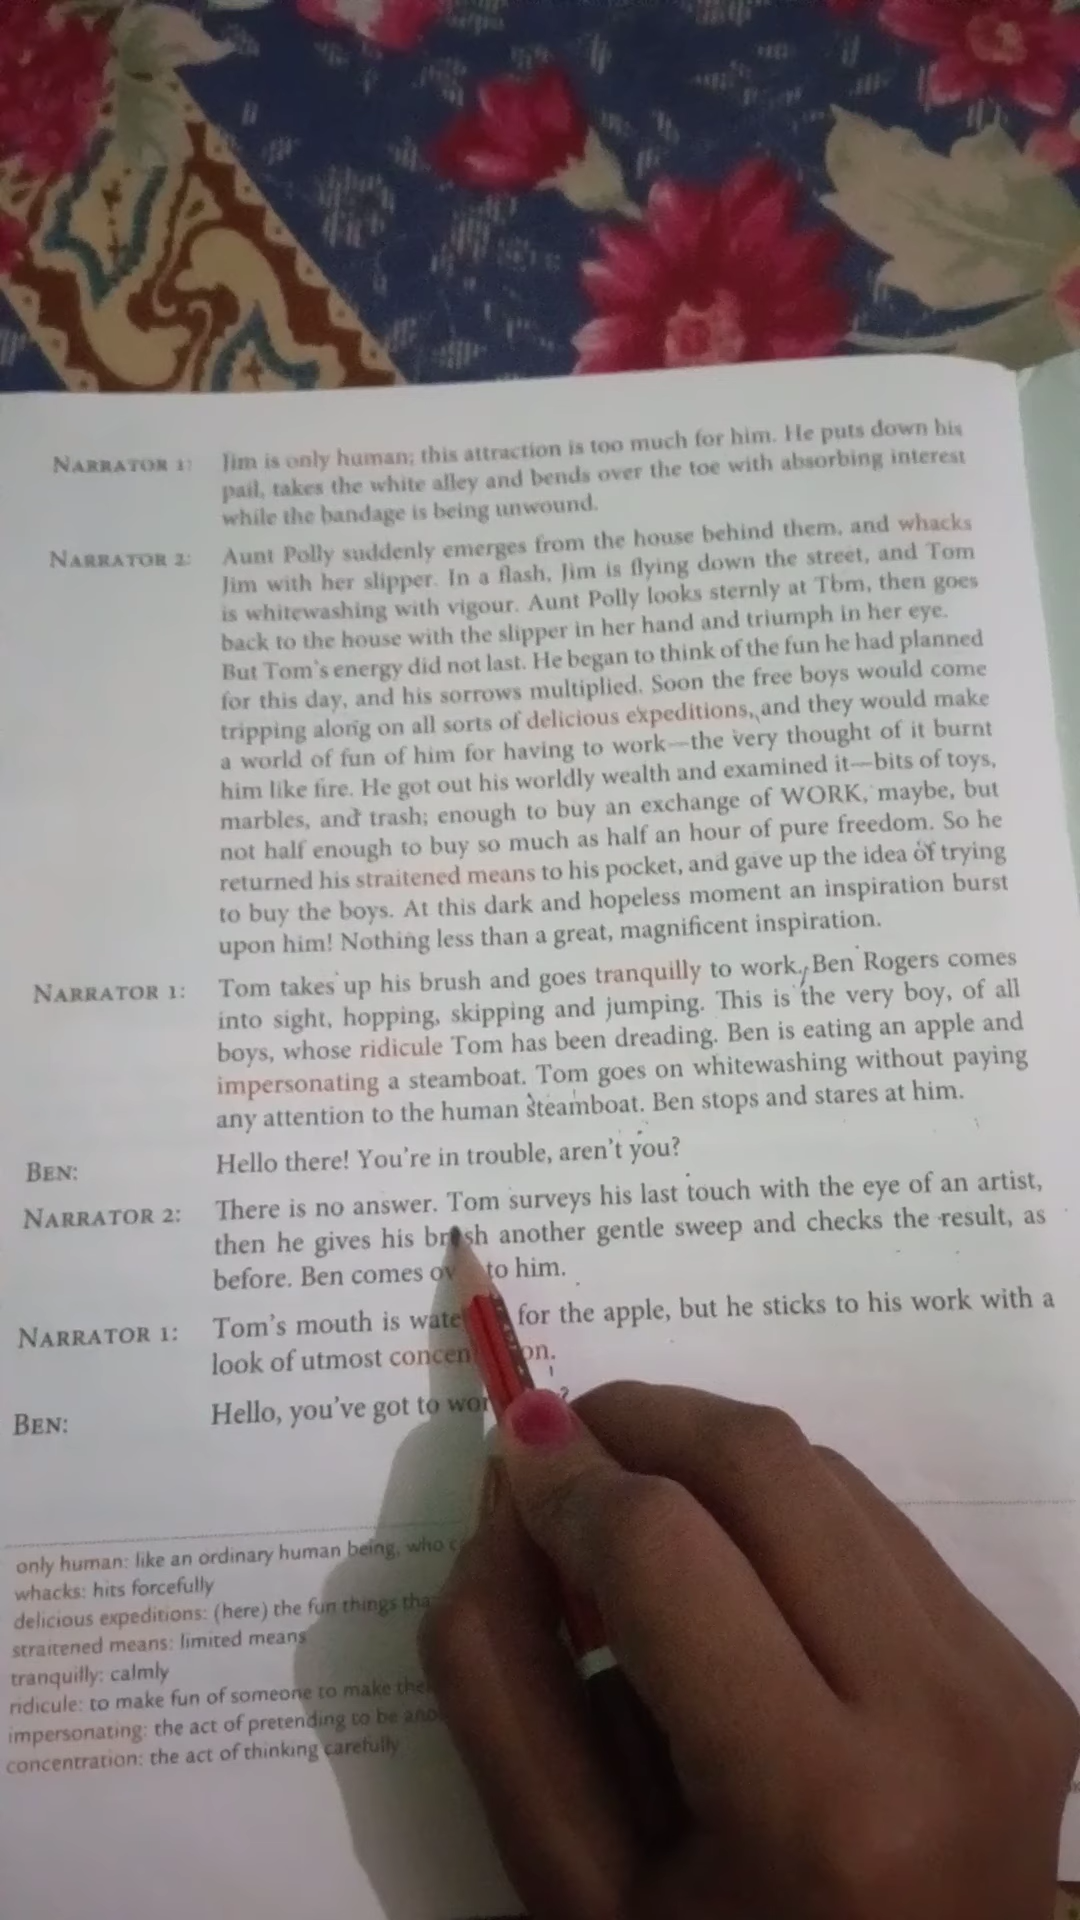 NARRATOR 1: Jim is only human; this attraction is too much for him. He puts down his
pail, takes the white alley and bends over the toe with absorbing interest
while the bandage is being unwound.
NARRATOR 2: Aunt Polly suddenly emerges from the house behind them, and whacks
Jim with her slipper. In a flash, Jim is flying down the street, and Tom
is whitewashing with vigour. Aunt Polly looks sternly at Tom, then goes
back to the house with the slipper in her hand and triumph in her eye.
But Tom's energy did not last. He began to think of the fun he had planned
for this day, and his sorrows multiplied. Soon the free boys would come
tripping along on all sorts of delicious expeditions, and they would make
a world of fun of him for having to work—the very thought of it burnt
him like fire. He got out his worldly wealth and examined it—bits of toys,
marbles, and trash; enough to buy an exchange of WORK, maybe, but
not half enough to buy so much as half an hour of pure freedom. So he
returned his straitened means to his pocket, and gave up the idea of trying
to buy the boys. At this dark and hopeless moment an inspiration burst
upon him! Nothing less than a great, magnificent inspiration.
NARRATOR 1: Tom takes up his brush and goes tranquilly to work. Ben Rogers comes
into sight, hopping, skipping and jumping. This is the very boy, of all
boys, whose ridicule Tom has been dreading. Ben is eating an apple and
impersonating a steamboat. Tom goes on whitewashing without paying
any attention to the human steamboat. Ben stops and stares at him.
BEN: Hello there! You're in trouble, aren't you?
NARRATOR 2: There is no answer. Tom surveys his last touch with the eye of an artist,
then he gives his brush another gentle sweep and checks the result, as
before. Ben comes to him.
NARRATOR 1: Tom's mouth is for the apple, but he sticks to his work with a
look of utmost
BEN: Hello, you've got to
only human: like an ordinary human being, who
whacks: hits forcefully
delicious expeditions: (here) the fun things
straitened means: limited means
tranquilly: calmly
ridicule: to make fun of someone to make
impersonating: the act of pretending to be
concentration: the act of thinking carefully